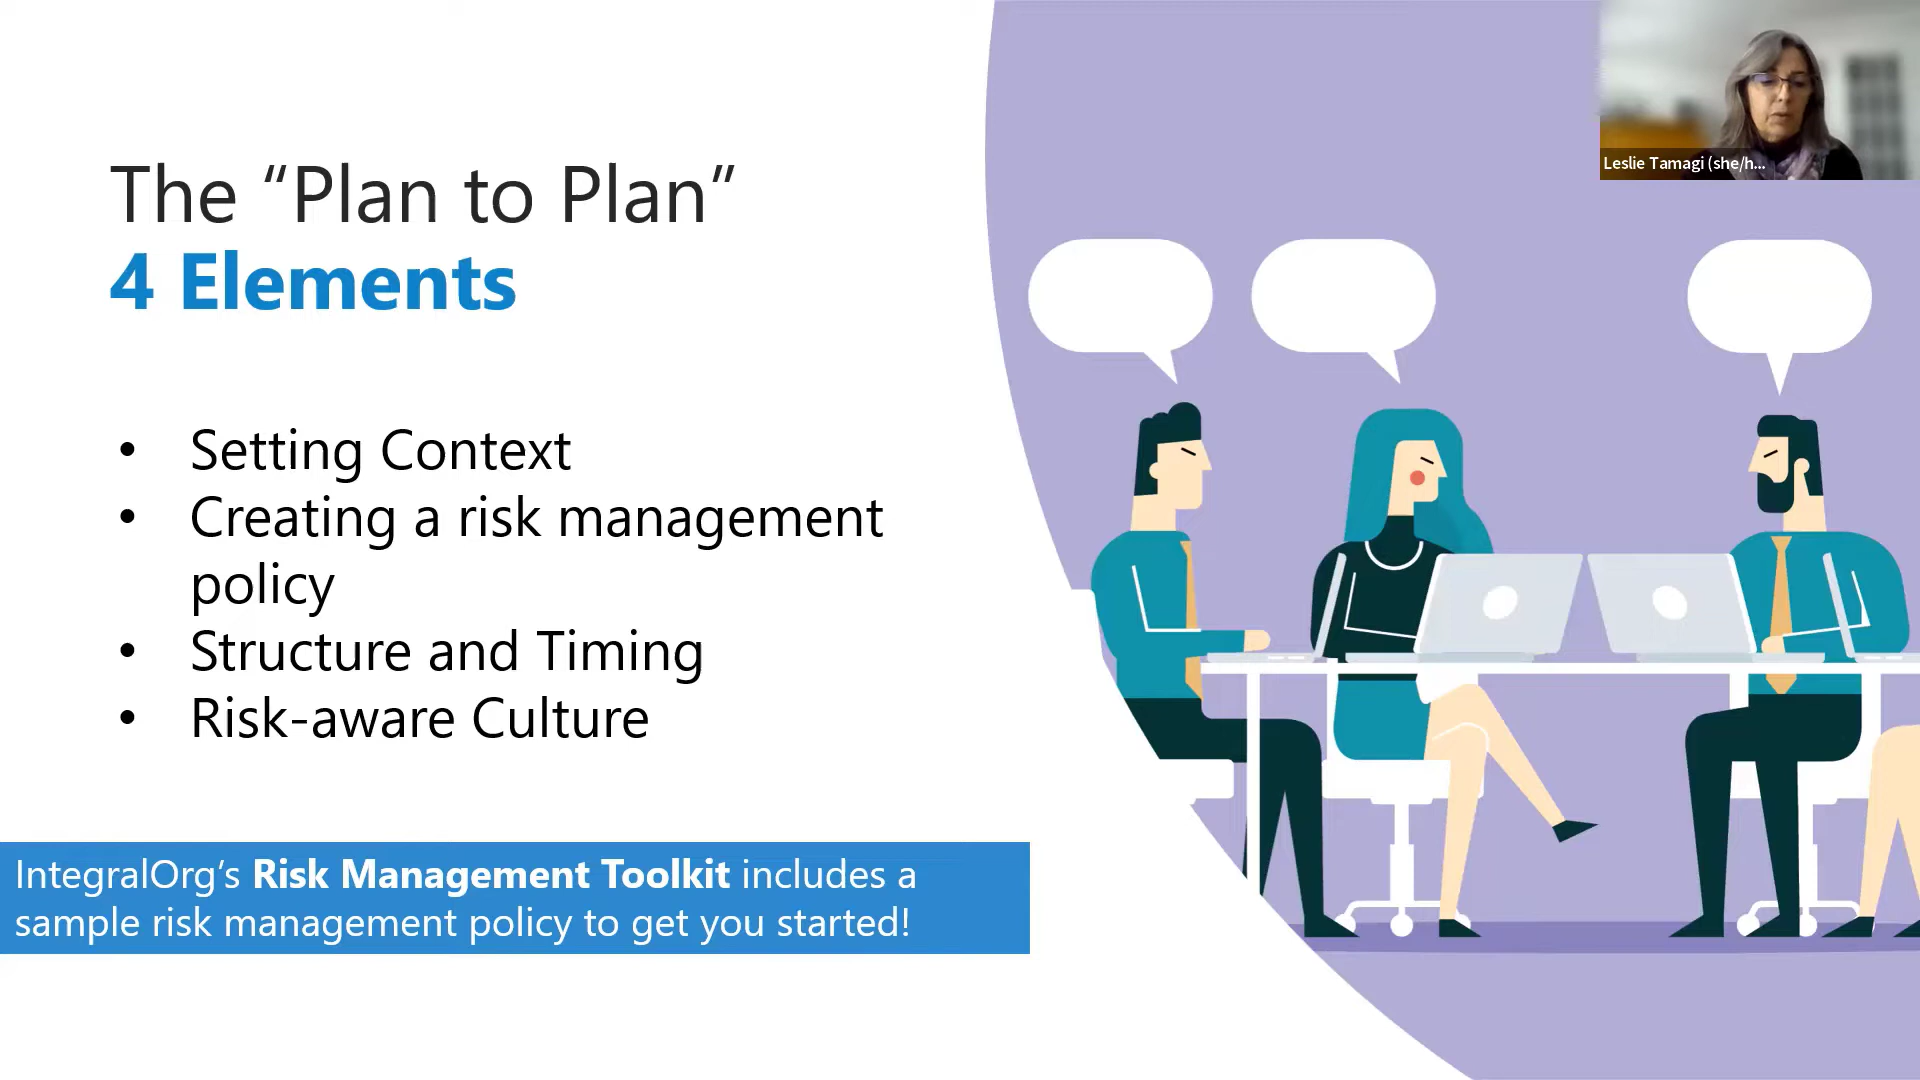 Leslie Tamagi (she/h...
The “Plan to Plan”
4 Elements
• Setting Context
• Creating a risk management
policy
• Structure and Timing
• Risk-aware Culture
IntegralOrg’s Risk Management Toolkit includes a
sample risk management policy to get you started!